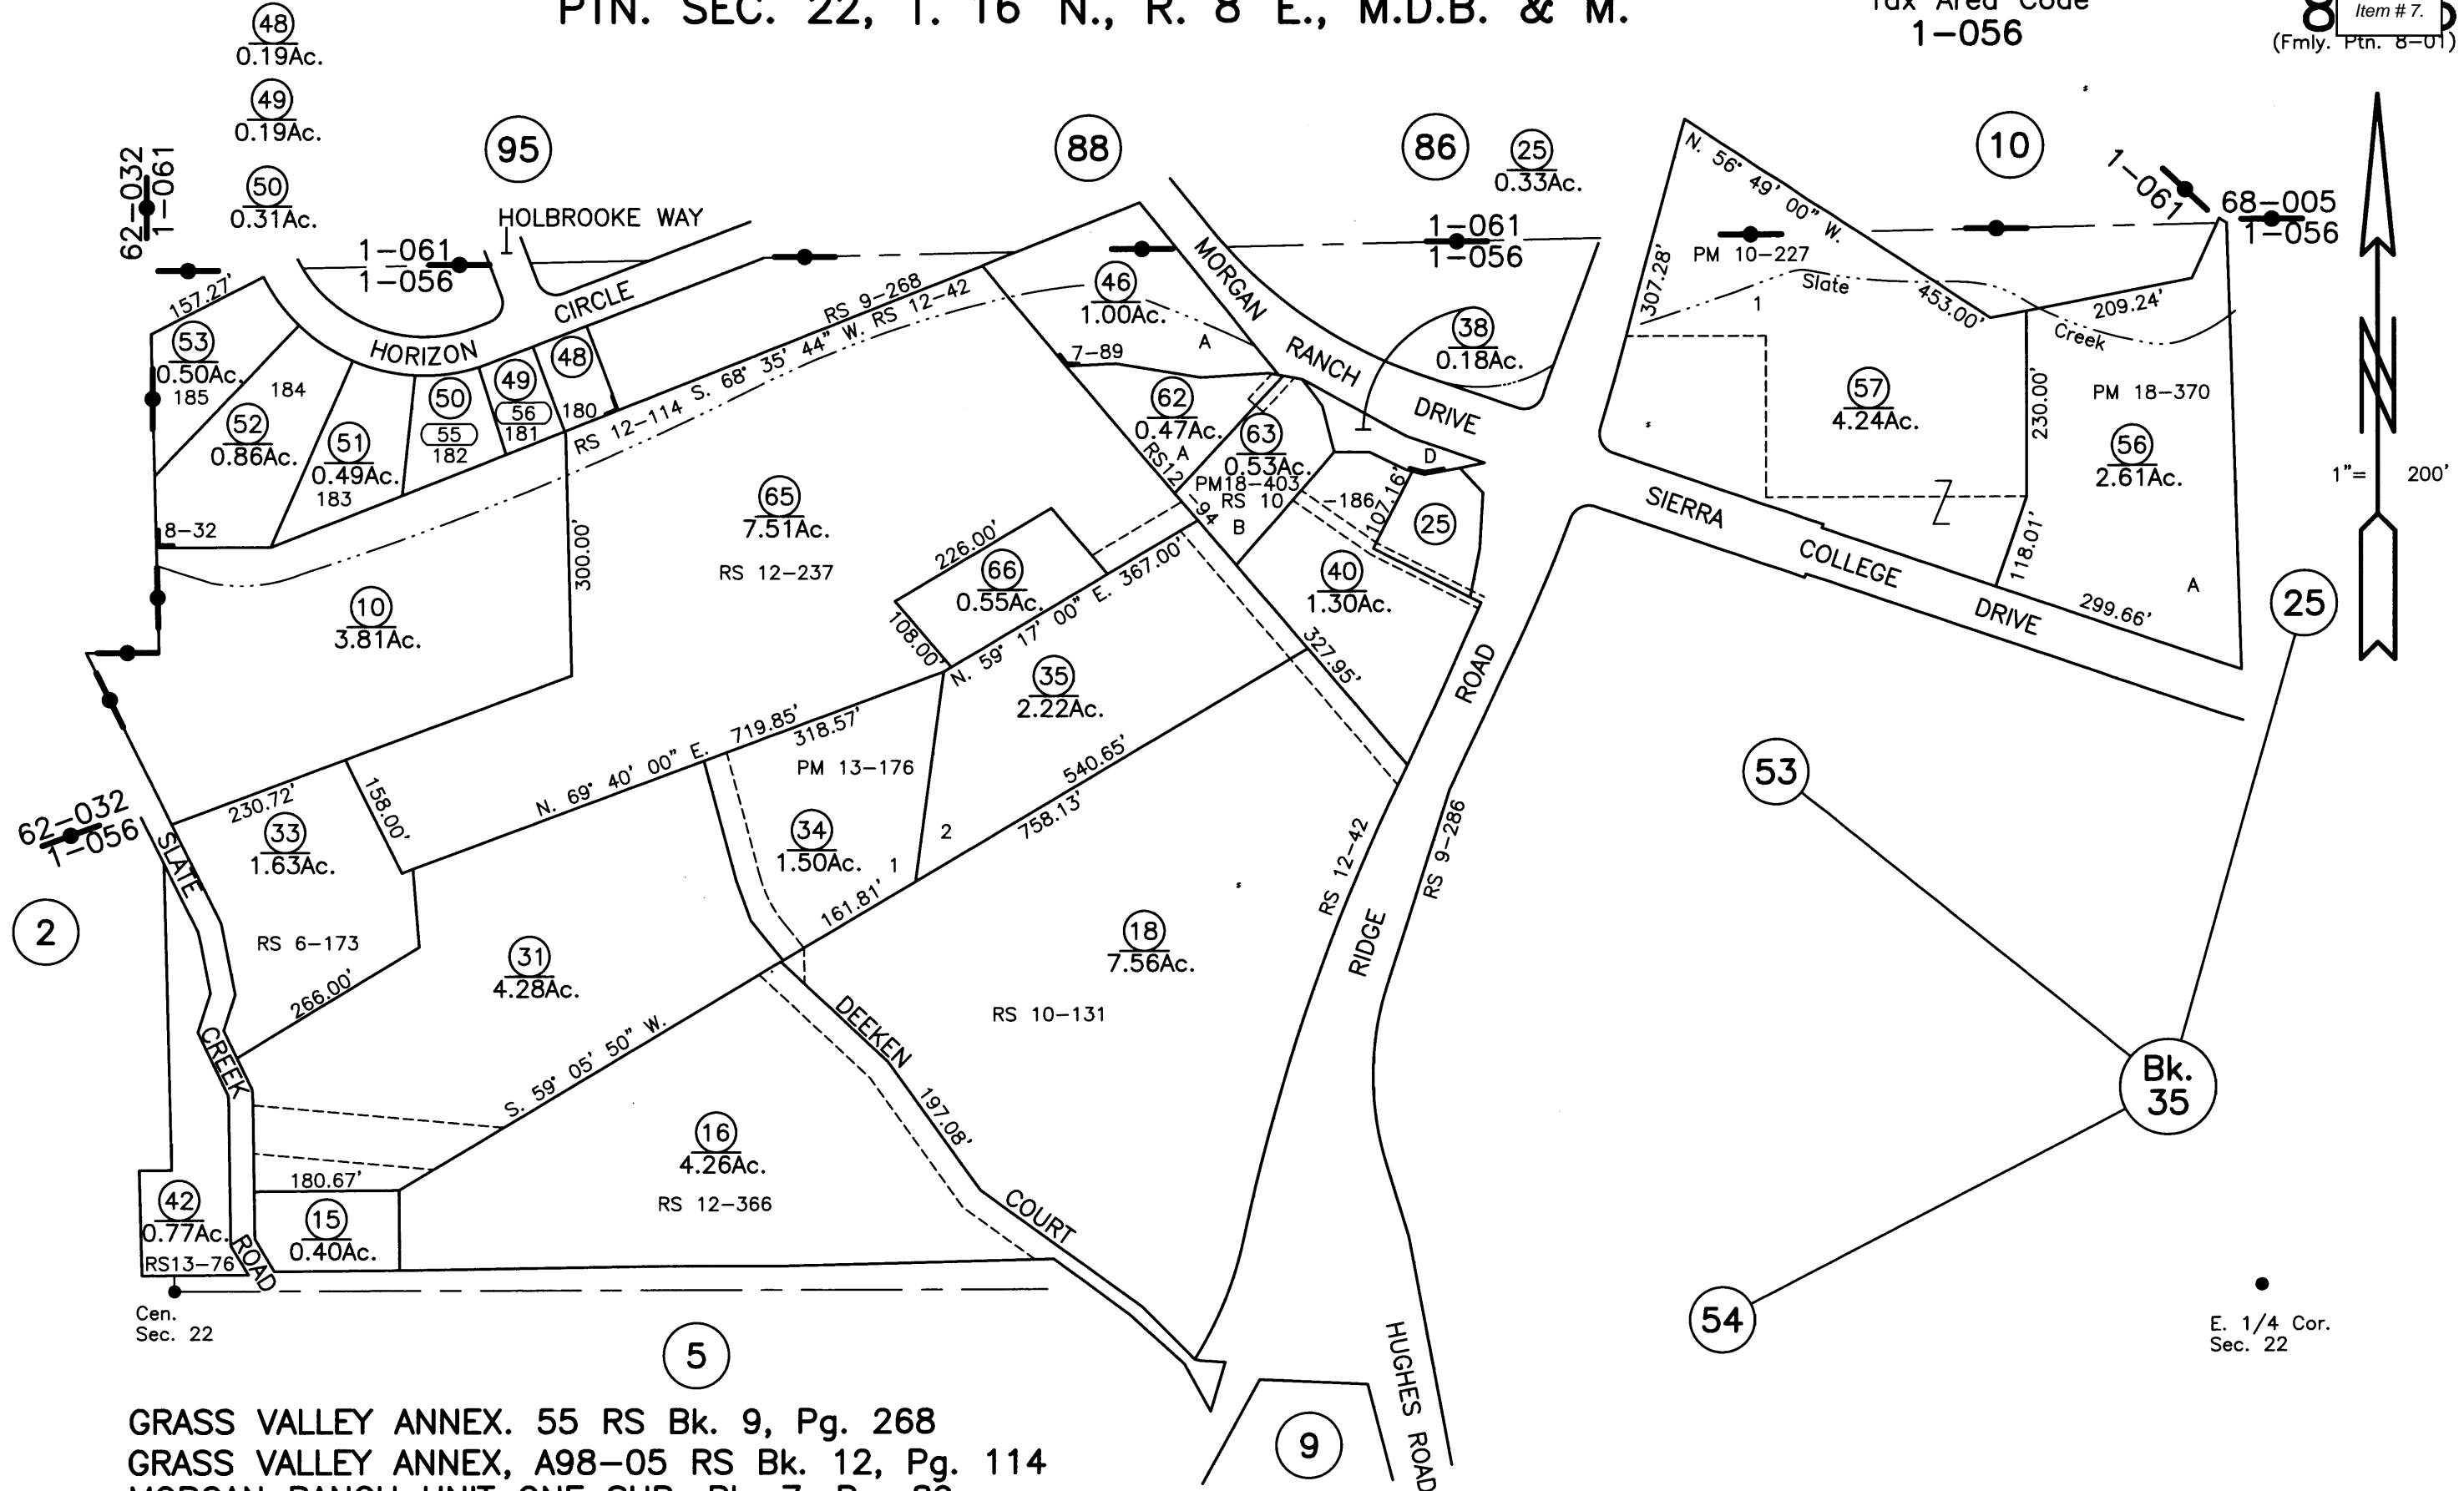 PTN. SEC. 22, T. 16 N., R. 8 E., M.D.B. & M.
Tax Area Code
1-056
8
Item # 7.
(Fmly. Ptn. 8-01)
48
0.19Ac.
49
0.19Ac.
50
0.31Ac.
95
88
86
25
0.33Ac.
10
62-032
1-061
1-061
68-005
1-056
HOLBROOKE WAY
1-061
1-056
1-061
1-056
N. 56° 49' 00" W.
PM 10-227
307.28'
Slate
453.00'
1
209.24'
Creek
157.27'
53
0.50Ac.
185
184
HORIZON
CIRCLE
RS 9-268
S. 68° 35' 44" W. RS 12-42
RS 12-114
46
1.00Ac.
A
7-89
MORGAN
RANCH
DRIVE
38
0.18Ac.
52
0.86Ac.
51
0.49Ac.
183
50
55
182
49
56
181
48
180
62
0.47Ac.
A
RS12
94
63
0.53Ac.
PM18-403
RS 10
-186
B
D
107.16'
25
57
4.24Ac.
230.00'
PM 18-370
56
2.61Ac.
1"= 200'
8-32
65
7.51Ac.
RS 12-237
300.00'
226.00'
66
0.55Ac.
108.00'
N. 59° 17' 00" E. 367.00'
40
1.30Ac.
327.95'
SIERRA
COLLEGE
DRIVE
118.01'
299.66'
A
25
10
3.81Ac.
35
2.22Ac.
719.85'
318.57'
N. 69° 40' 00" E.
PM 13-176
540.65'
758.13'
ROAD
53
62-032
1-056
SLATE
230.72'
158.00'
33
1.63Ac.
34
1.50Ac.
1
2
161.81'
RS 12-42
RS 9-286
2
RS 6-173
266.00'
31
4.28Ac.
18
7.56Ac.
RS 10-131
RIDGE
CREEK
S. 59° 05' 50" W.
DEEKEN
197.08'
Bk.
35
16
4.26Ac.
RS 12-366
180.67'
42
0.77Ac.
RS13-76
15
0.40Ac.
ROAD
COURT
Cen.
Sec. 22
5
54
E. 1/4 Cor.
Sec. 22
HUGHES ROAD
9
GRASS VALLEY ANNEX. 55 RS Bk. 9, Pg. 268
GRASS VALLEY ANNEX, A98-05 RS Bk. 12, Pg. 114
MORGAN RANCH UNIT ONE SUB. Bk. 7, Pg. 89